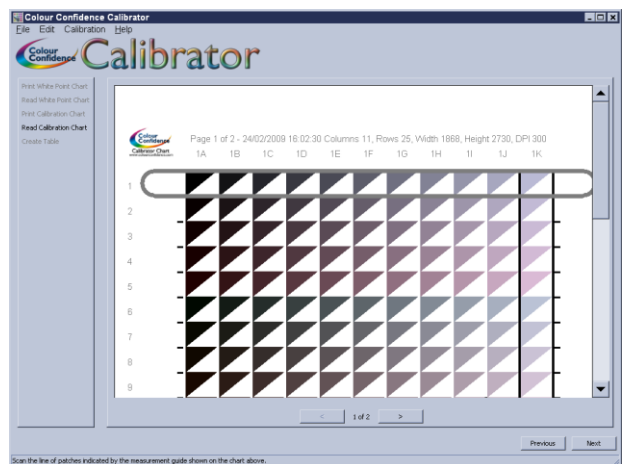 Colour Confidence Calibrator
File Edit Calibration Help
Colour
Confidence
Calibrator
Print White Point Chart
Read White Point Chart
Print Calibration Chart
Read Calibration Chart
Create Table
Colour
Confidence
Calibrator Chart
Page 1 of 2 - 24/02/2009 16:02:30 Columns 11, Rows 25, Width 1868, Height 2730, DPI 300
1A 1B 1C 1D 1E 1F 1G 1H 1I 1J 1K
1
2
3
4
5
6
7
8
9
< 1 of 2 >
Previous Next
Scan the line of patches indicated by the measurement guide shown on the chart above.